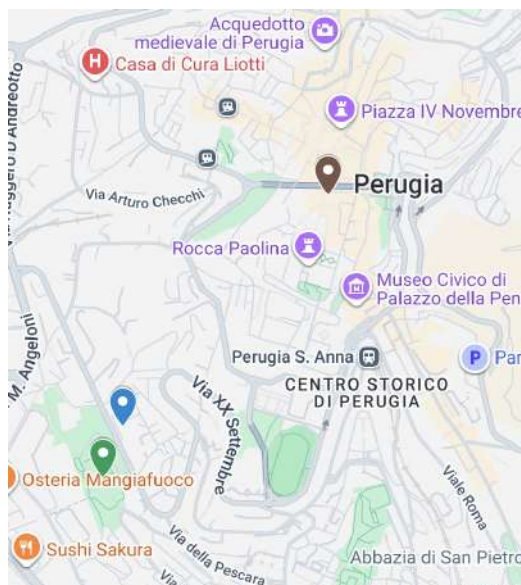 Acquedotto
medievale di Perugia
H
Casa di Cura Liotti
Piazza IV Novembre
Via Arturo Checchi
Perugia
Rocca Paolina
Museo Civico di
Palazzo della Pen
Perugia S. Anna
P
Par
CENTRO STORICO
DI PERUGIA
M. Angeloni
Via XX Settembre
Osteria Mangiafuoco
Viale Roma
Sushi Sakura
Via della Pescara
Abbazia di San Pietro
Via